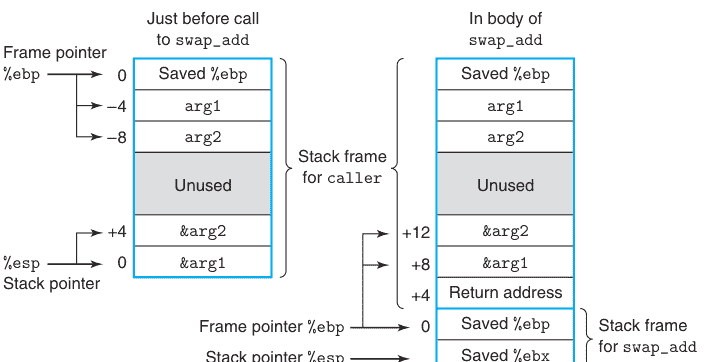 Just before call
to swap_add
In body of
swap_add
Frame pointer
%ebp
0
Saved %ebp
−4
arg1
−8
arg2
Unused
Stack frame
for caller
+4
&arg2
%esp
0
&arg1
Stack pointer
Saved %ebp
arg1
arg2
Unused
+12
&arg2
+8
&arg1
+4
Return address
Frame pointer %ebp
0
Saved %ebp
Stack frame
for swap_add
Stack pointer %esp
Saved %ebx